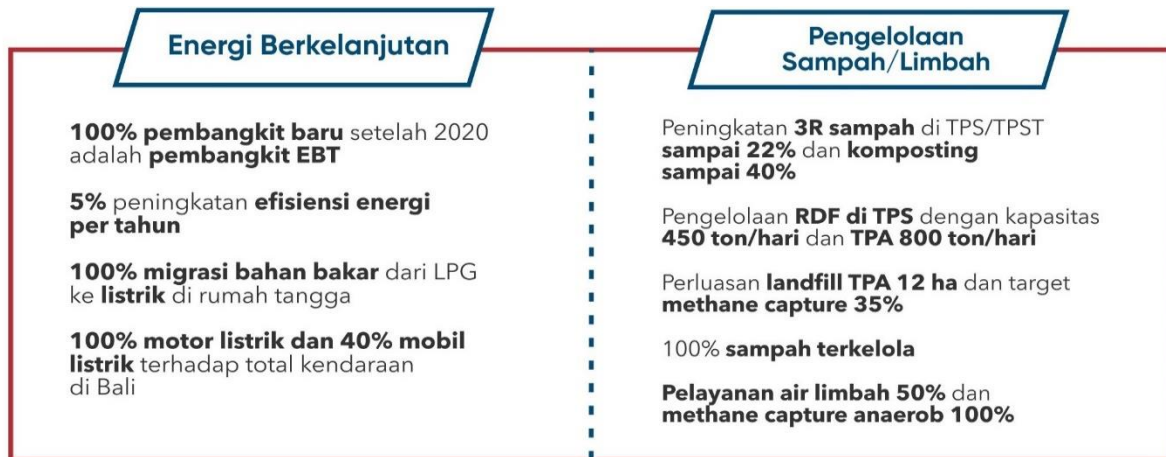 Energi Berkelanjutan
100% pembangkit baru setelah 2020
adalah pembangkit EBT
5% peningkatan efisiensi energi
per tahun
100% migrasi bahan bakar dari LPG
ke listrik di rumah tangga
100% motor listrik dan 40% mobil
listrik terhadap total kendaraan
di Bali
Pengelolaan
Sampah/Limbah
Peningkatan 3R sampah di TPS/TPST
sampai 22% dan komposting
sampai 40%
Pengelolaan RDF di TPS dengan kapasitas
450 ton/hari dan TPA 800 ton/hari
Perluasan landfill TPA 12 ha dan target
methane capture 35%
100% sampah terkelola
Pelayanan air limbah 50% dan
methane capture anaerob 100%